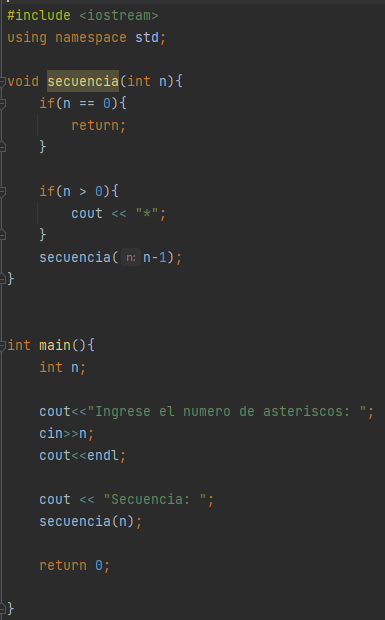 #include <iostream>
using namespace std;
void secuencia(int n){
if(n == 0){
return;
}
if(n > 0){
cout << "*";
}
secuencia( n: n-1);
}
int main(){
int n;
cout<<"Ingrese el numero de asteriscos: ";
cin>>n;
cout<<endl;
cout << "Secuencia: ";
secuencia(n);
return 0;
}